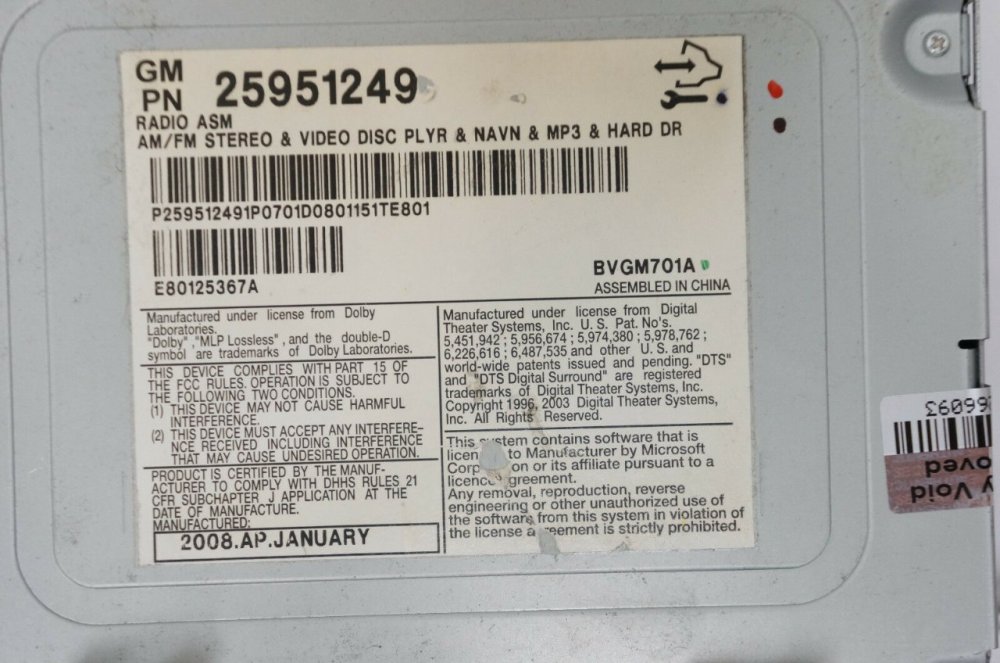 GM
PN 25951249
RADIO ASM
AM/FM STEREO & VIDEO DISC PLYR & NAVN & MP3 & HARD DR
P259512491P0701D0801151TE801
E80125367A
BVGM701A
ASSEMBLED IN CHINA
Manufactured under license from Dolby
Laboratories.
"Dolby","MLP Lossless", and the double-D
symbol are trademarks of Dolby Laboratories.
THIS DEVICE COMPLIES WITH PART 15 OF
THE FCC RULES. OPERATION IS SUBJECT TO
THE FOLLOWING TWO CONDITIONS.
(1) THIS DEVICE MAY NOT CAUSE HARMFUL
INTERFERENCE.
(2) THIS DEVICE MUST ACCEPT ANY INTERFERE-
NCE RECEIVED INCLUDING INTERFERENCE
THAT MAY CAUSE UNDESIRED OPERATION.
PRODUCT IS CERTIFIED BY THE MANUF-
ACTURER TO COMPLY WITH DHHS RULES 21
CFR SUBCHAPTER J APPLICATION AT THE
DATE OF MANUFACTURE.
MANUFACTURED:
2008.AP.JANUARY
Manufactured under license from Digital
Theater Systems, Inc. U.S. Pat. No's.
5,451,942 ; 5,956,674 ; 5,974,380 ; 5,978,762 ;
6,226,616 ; 6,487,535 and other U.S. and
world-wide patents issued and pending. "DTS"
and "DTS Digital Surround" are registered
trademarks of Digital Theater Systems, Inc.
Copyright 1996, 2003 Digital Theater Systems,
Inc. All Rights Reserved.
This system contains software that is
to Manufacturer by Microsoft
or its affiliate pursuant to a
licence agreement.
Any removal, reproduction, reverse
engineering or other unauthorized use of
the software from this system in violation of
the license agreement is strictly prohibited.
66093
y Void
oved